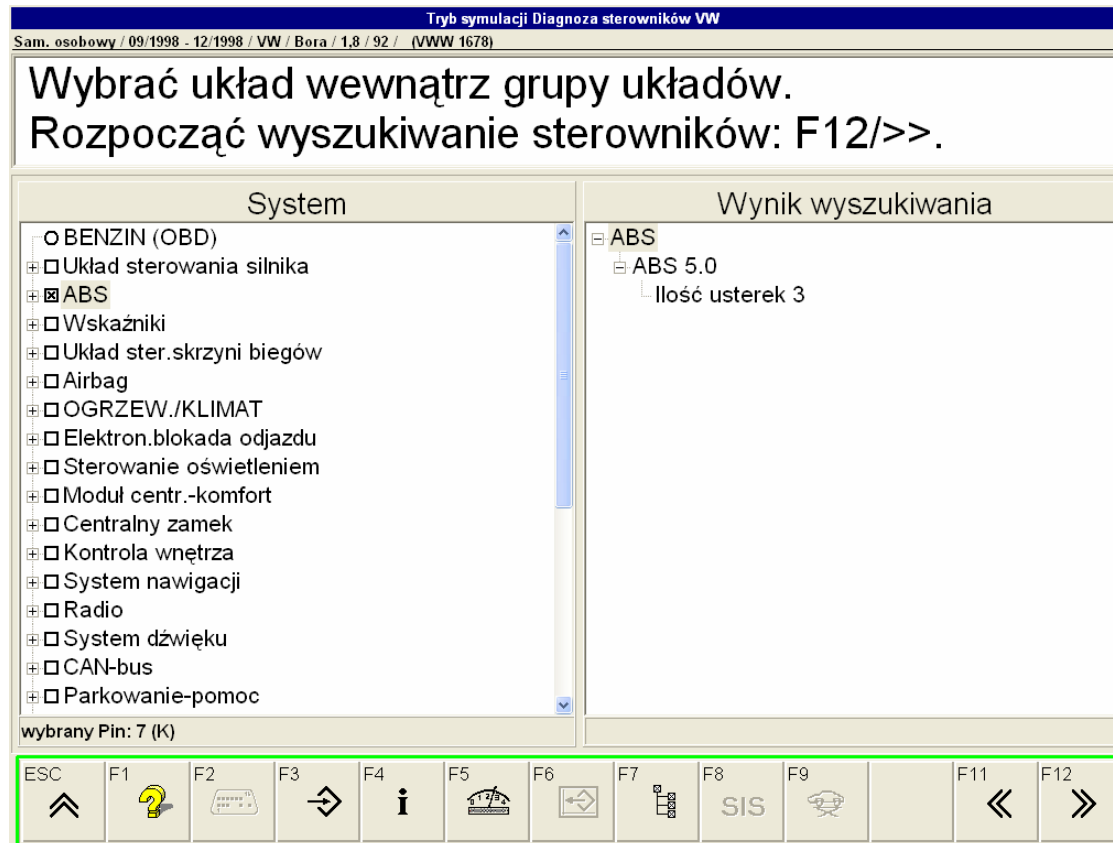 Tryb symulacji Diagnoza sterowników VW
Sam. osobowy / 09/1998 - 12/1998 / VW / Bora / 1,8 / 92 / (VWW 1678)
Wybrać układ wewnątrz grupy układów.
Rozpocząć wyszukiwanie sterowników: F12/>>.
System
BENZIN (OBD)
Układ sterowania silnika
ABS
Wskaźniki
Układ ster.skrzyni biegów
Airbag
OGRZEW./KLIMAT
Elektron.blokada odjazdu
Sterowanie oświetleniem
Moduł centr.-komfort
Centralny zamek
Kontrola wnętrza
System nawigacji
Radio
System dźwięku
CAN-bus
Parkowanie-pomoc
wybrany Pin: 7 (K)
Wynik wyszukiwania
ABS
ABS 5.0
Ilość usterek 3
ESC F1 F2 F3 F4 F5 F6 F7 F8 F9 F11 F12
SIS